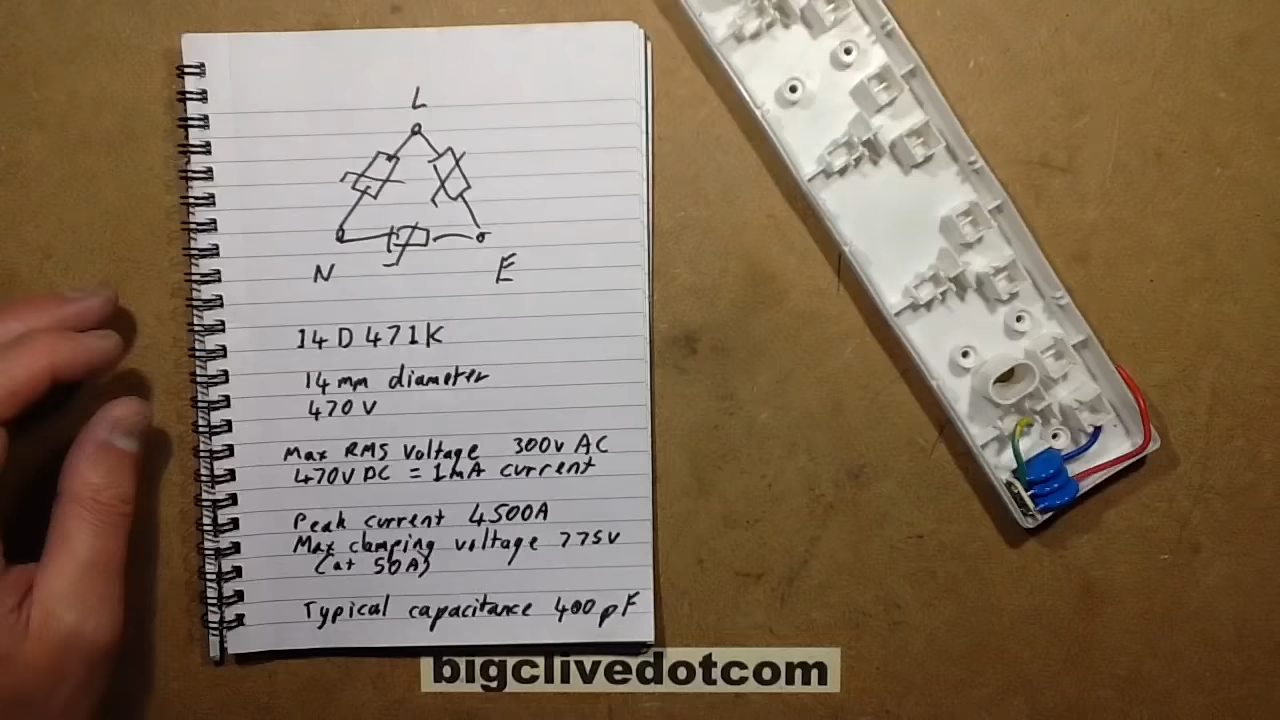 L
N
E
14D471K
14mm diameter
470V
Max RMS Voltage 300V AC
470V DC = 1mA current
Peak current 4500A
Max clamping voltage 775V
(at 50A)
Typical capacitance 400pF
bigclivedotcom